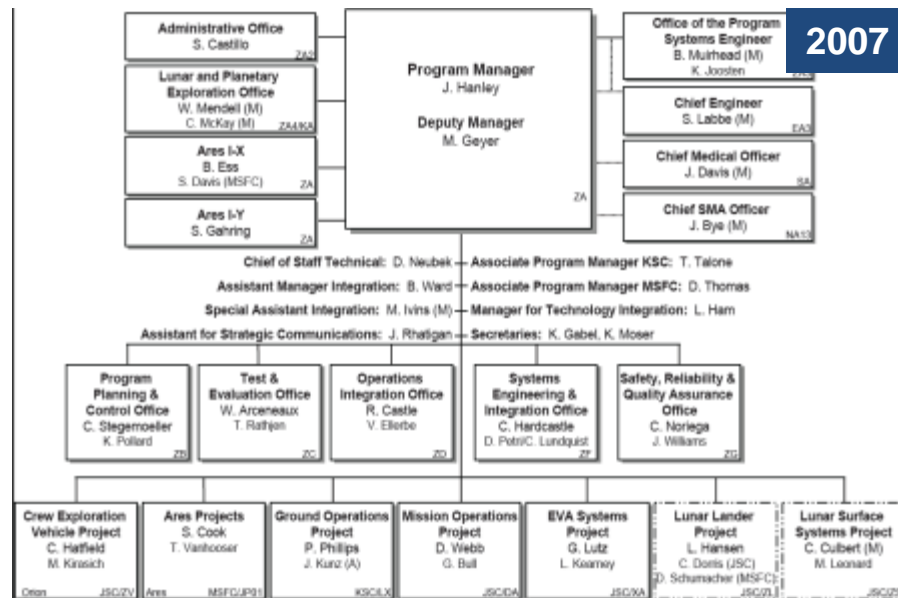 2007
Administrative Office
S. Castillo
ZA2
Lunar and Planetary
Exploration Office
W. Mendell (M)
C. McKay (M)
ZA4/KA
Ares I-X
B. Ess
S. Davis (MSFC)
ZA
Ares I-Y
S. Gahring
ZA
Program Manager
J. Hanley
Deputy Manager
M. Geyer
ZA
Office of the Program
Systems Engineer
B. Muirhead (M)
K. Joosten
Chief Engineer
S. Labbe (M)
EA3
Chief Medical Officer
J. Davis (M)
SA
Chief SMA Officer
J. Bye (M)
NA13
Chief of Staff Technical: D. Neubek
Associate Program Manager KSC: T. Talone
Assistant Manager Integration: B. Ward
Associate Program Manager MSFC: D. Thomas
Special Assistant Integration: M. Ivins (M)
Manager for Technology Integration: L. Ham
Assistant for Strategic Communications: J. Rhatigan
Secretaries: K. Gabel, K. Moser
Program
Planning &
Control Office
C. Stegemoeller
K. Pollard
ZB
Test &
Evaluation Office
W. Arceneaux
T. Rathjen
ZC
Operations
Integration Office
R. Castle
V. Ellerbe
ZD
Systems
Engineering &
Integration Office
C. Hardcastle
D. Petri/C. Lundquist
ZF
Safety, Reliability &
Quality Assurance
Office
C. Noriega
J. Williams
ZG
Crew Exploration
Vehicle Project
C. Hatfield
M. Kirasich
Orion
JSC/ZV
Ares Projects
S. Cook
T. Vanhooser
Ares
MSFC/JP01
Ground Operations
Project
P. Phillips
J. Kunz (A)
KSC/LX
Mission Operations
Project
D. Webb
G. Bull
JSC/DA
EVA Systems
Project
G. Lutz
L. Kearney
JSC/XA
Lunar Lander
Project
L. Hansen
C. Dorris (JSC)
D. Schumacher (MSFC)
Lunar Surface
Systems Project
C. Culbert (M)
M. Leonard